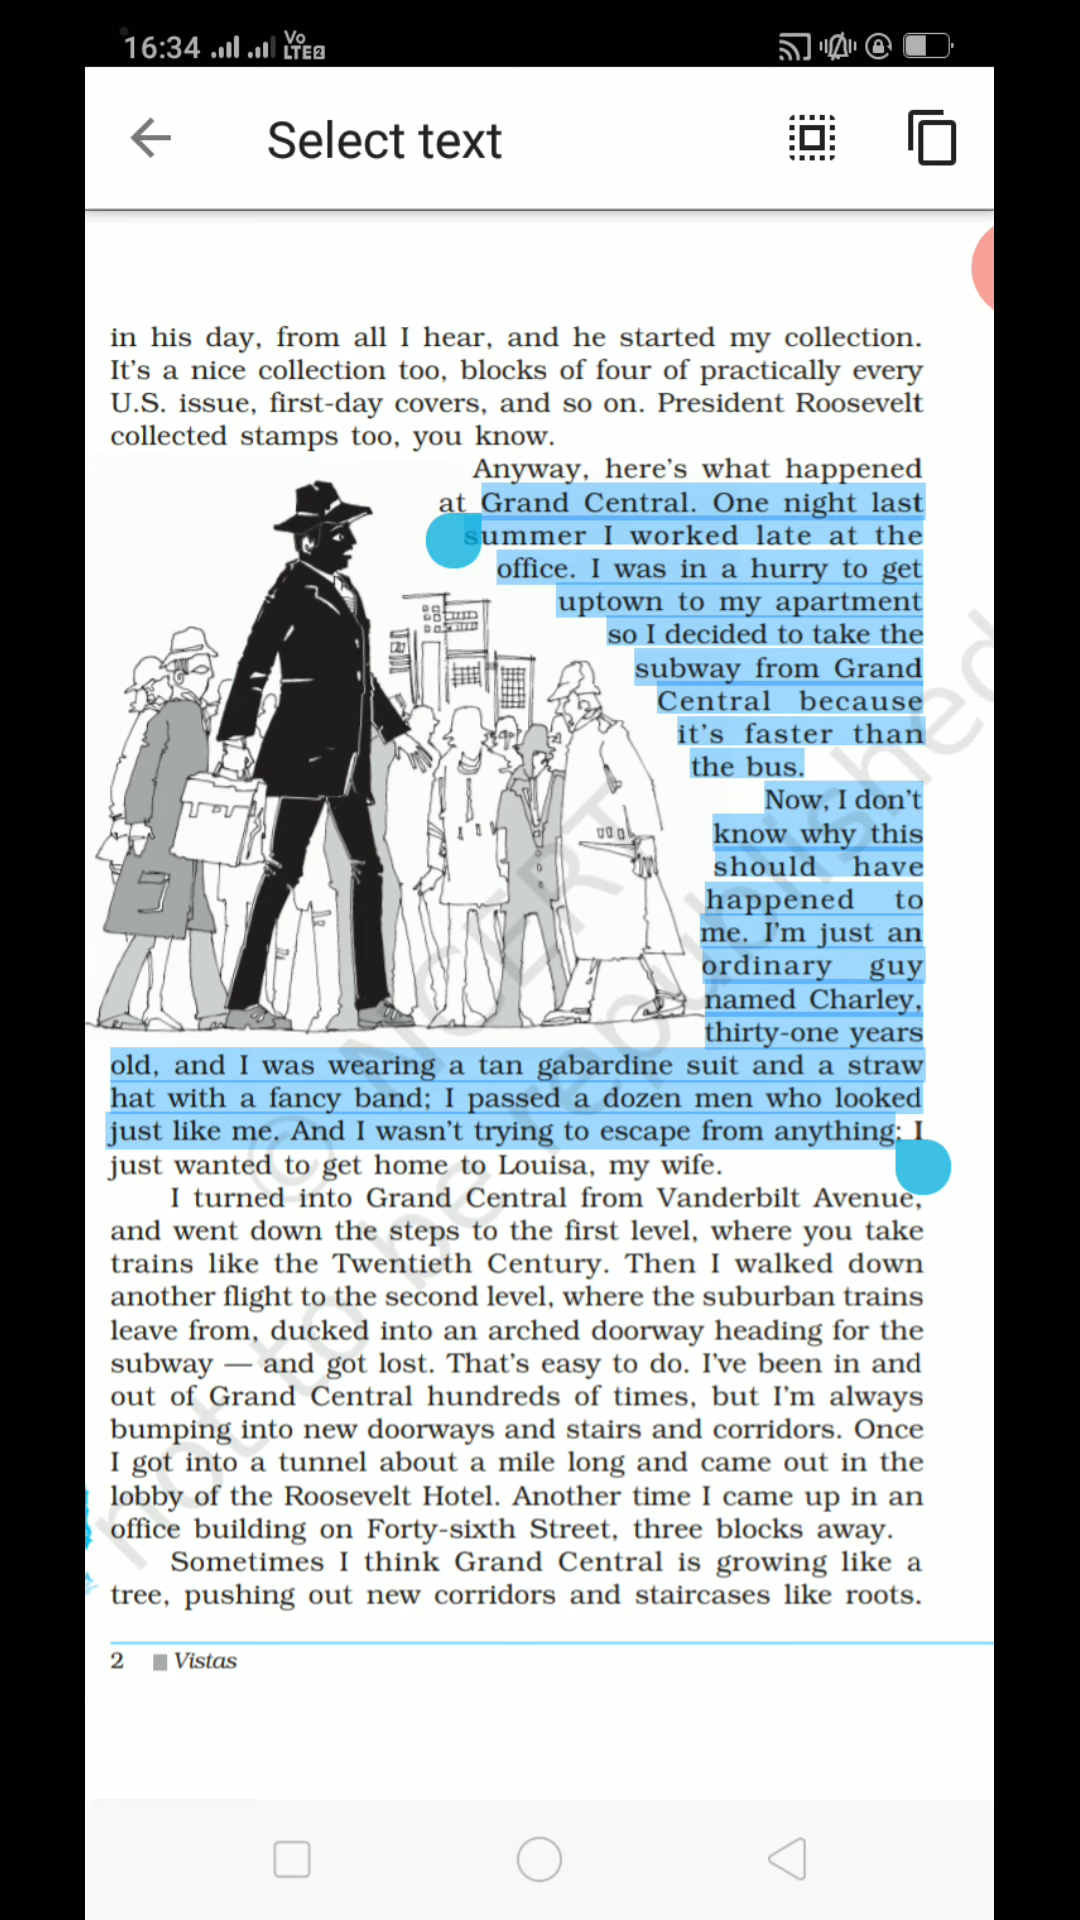 16:34 Vo LTE2
Select text
in his day, from all I hear, and he started my collection.
It's a nice collection too, blocks of four of practically every
U.S. issue, first-day covers, and so on. President Roosevelt
collected stamps too, you know.
Anyway, here's what happened
at Grand Central. One night last
summer I worked late at the
office. I was in a hurry to get
uptown to my apartment
so I decided to take the
subway from Grand
Central because
it's faster than
the bus.
Now, I don't
know why this
should have
happened to
me. I'm just an
ordinary guy
named Charley,
thirty-one years
old, and I was wearing a tan gabardine suit and a straw
hat with a fancy band; I passed a dozen men who looked
just like me. And I wasn't trying to escape from anything; I
just wanted to get home to Louisa, my wife.
I turned into Grand Central from Vanderbilt Avenue,
and went down the steps to the first level, where you take
trains like the Twentieth Century. Then I walked down
another flight to the second level, where the suburban trains
leave from, ducked into an arched doorway heading for the
subway — and got lost. That's easy to do. I've been in and
out of Grand Central hundreds of times, but I'm always
bumping into new doorways and stairs and corridors. Once
I got into a tunnel about a mile long and came out in the
lobby of the Roosevelt Hotel. Another time I came up in an
office building on Forty-sixth Street, three blocks away.
Sometimes I think Grand Central is growing like a
tree, pushing out new corridors and staircases like roots.
2 Vistas
© NCERT
not to be republished